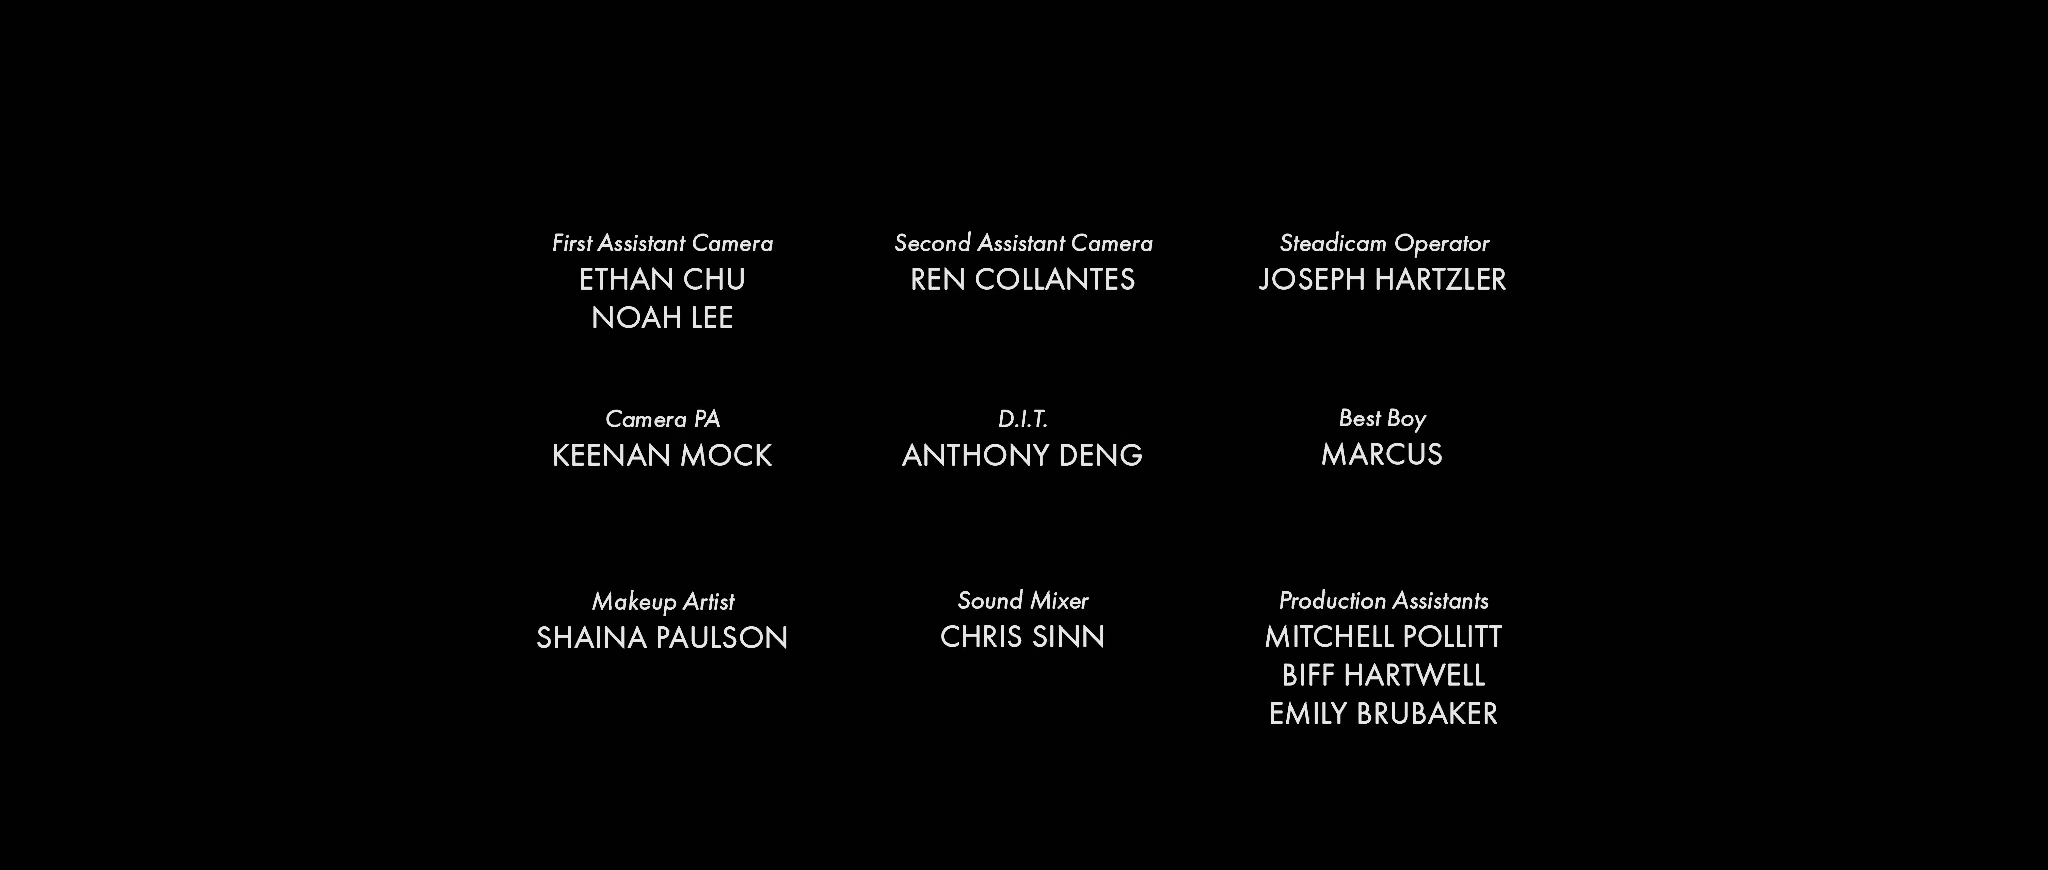 First Assistant Camera
ETHAN CHU
NOAH LEE
Second Assistant Camera
REN COLLANTES
Steadicam Operator
JOSEPH HARTZLER
Camera PA
KEENAN MOCK
D.I.T.
ANTHONY DENG
Best Boy
MARCUS
Makeup Artist
SHAINA PAULSON
Sound Mixer
CHRIS SINN
Production Assistants
MITCHELL POLLITT
BIFF HARTWELL
EMILY BRUBAKER